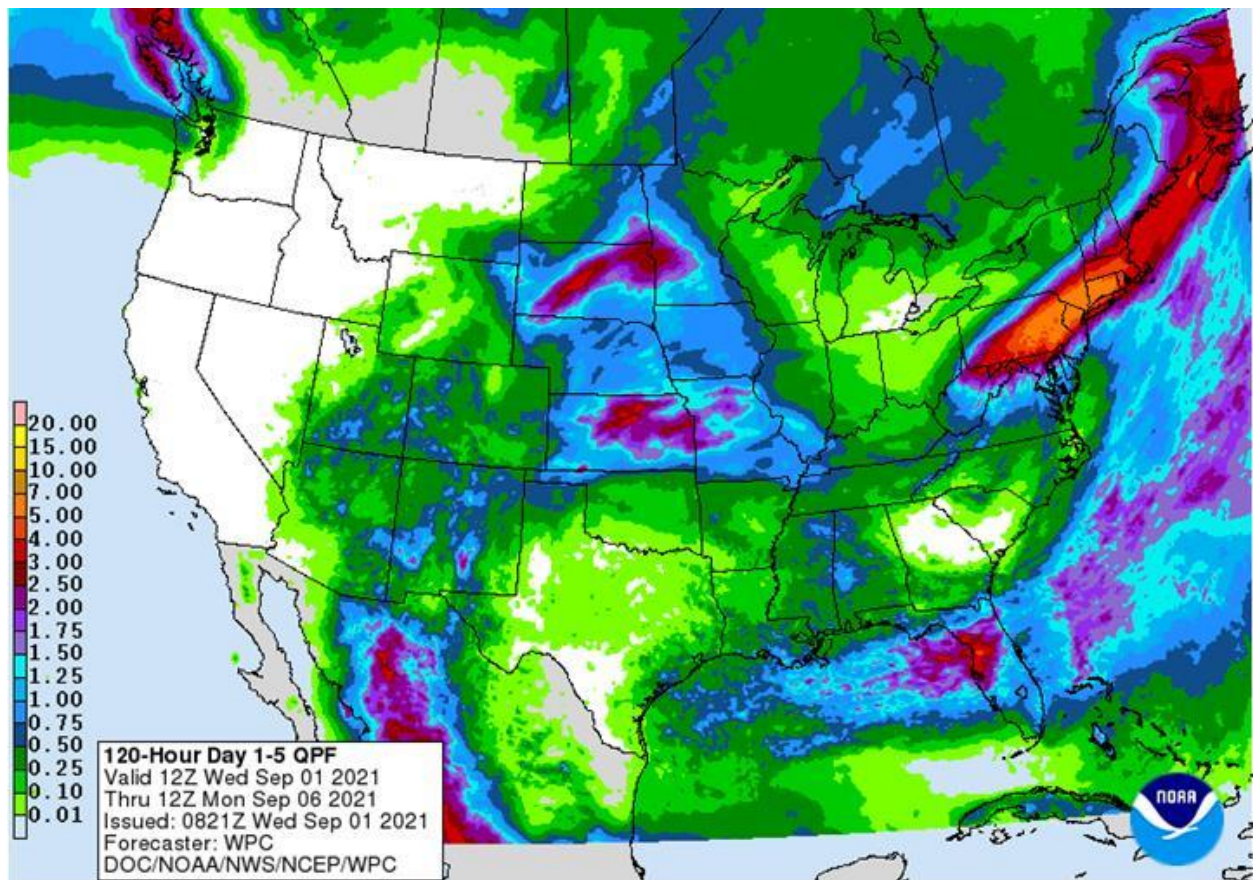 20.00
15.00
10.00
7.00
5.00
4.00
3.00
2.50
2.00
1.75
1.50
1.25
1.00
0.75
0.50
0.25
0.10
0.01
120-Hour Day 1-5 QPF
Valid 12Z Wed Sep 01 2021
Thru 12Z Mon Sep 06 2021
Issued: 0821Z Wed Sep 01 2021
Forecaster: WPC
DOC/NOAA/NWS/NCEP/WPC
NOAA